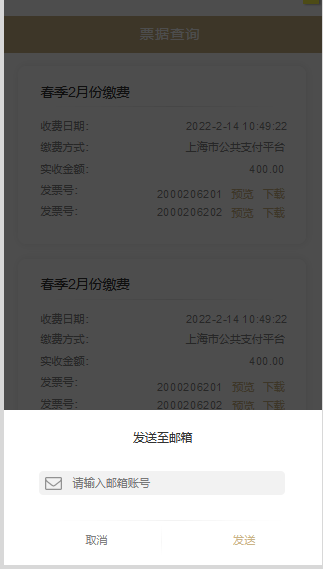 票据查询
春季2月份缴费
收费日期： 2022-2-14 10:49:22
缴费方式： 上海市公共支付平台
实收金额： 400.00
发票号： 2000206201 预览 下载
发票号： 2000206202 预览 下载
春季2月份缴费
收费日期： 2022-2-14 10:49:22
缴费方式： 上海市公共支付平台
实收金额： 400.00
发票号： 2000206201 预览 下载
发票号： 2000206202 预览 下载
发送至邮箱
请输入邮箱账号
取消 发送